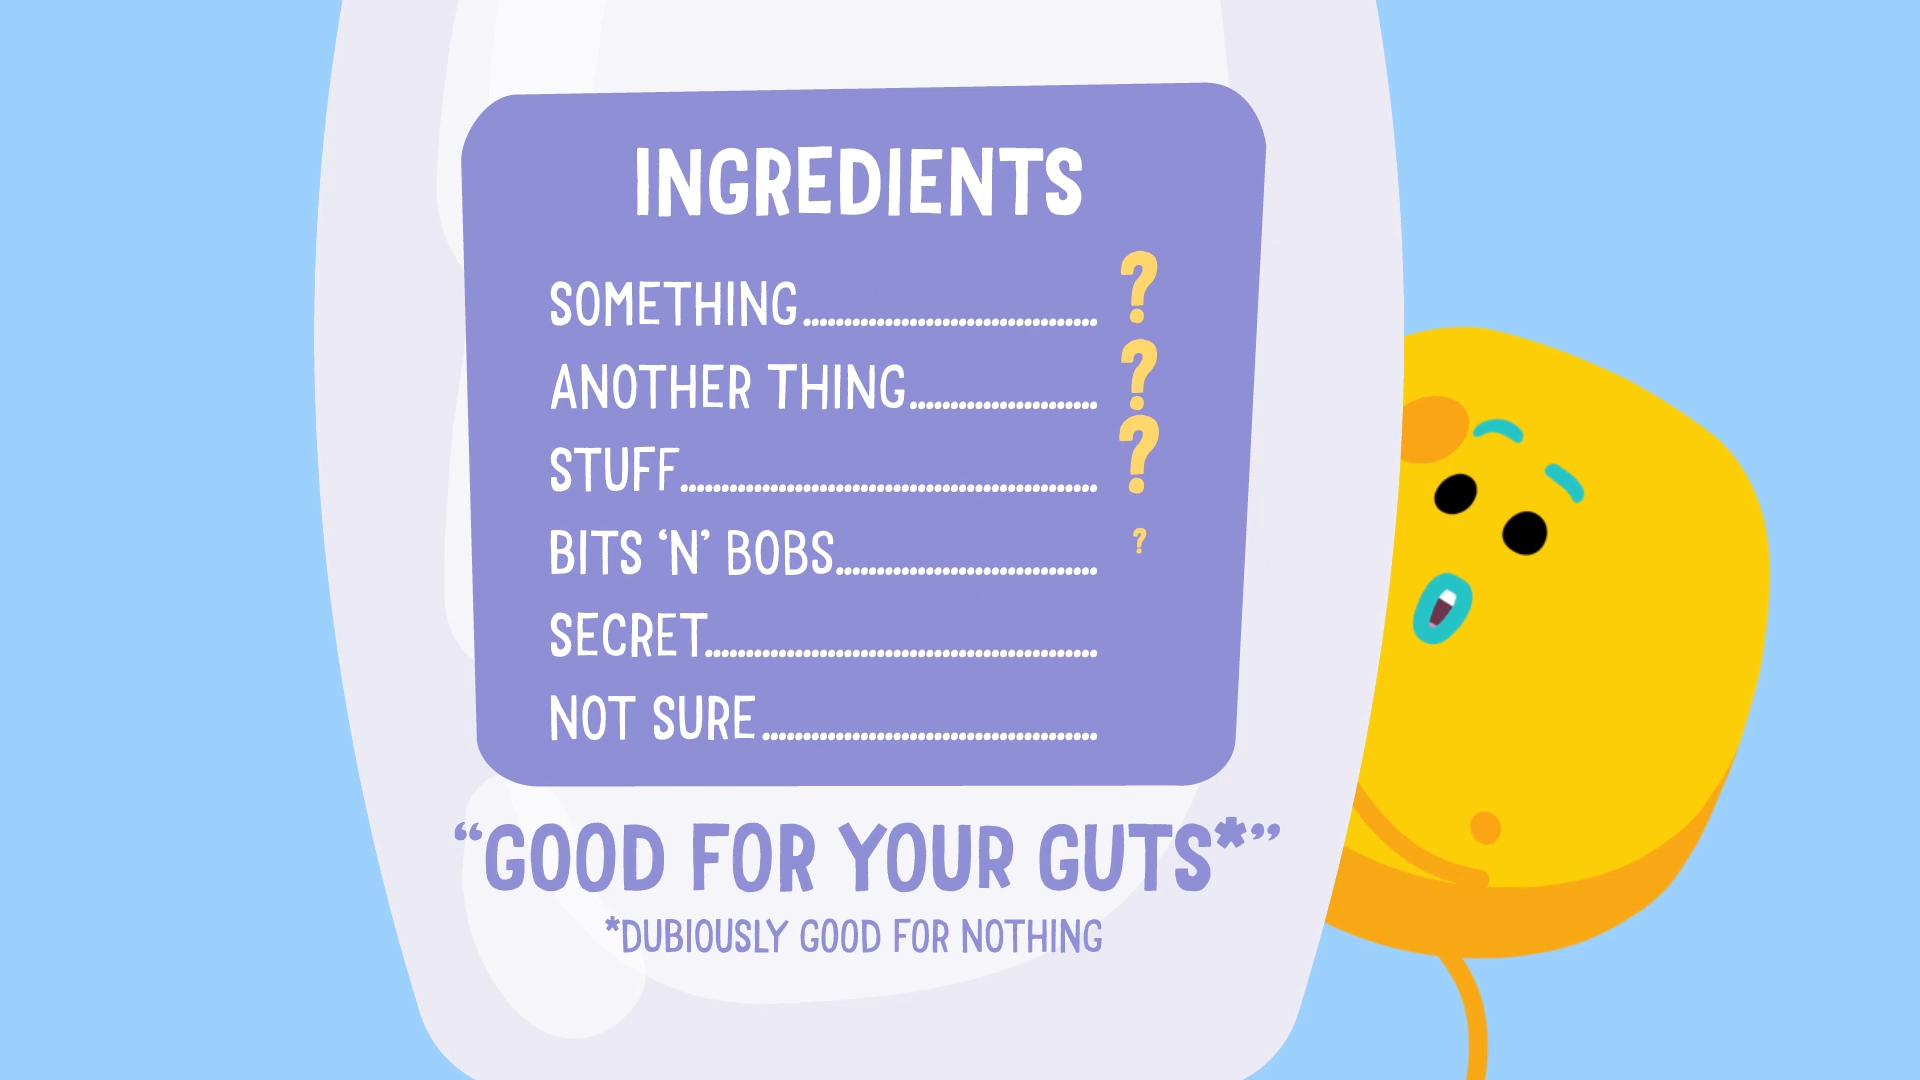 INGREDIENTS
SOMETHING.................................... ?
ANOTHER THING....................... ?
STUFF................................................... ?
BITS ‘N’ BOBS................................ ?
SECRET................................................
NOT SURE.........................................
“GOOD FOR YOUR GUTS*”
*DUBIOUSLY GOOD FOR NOTHING